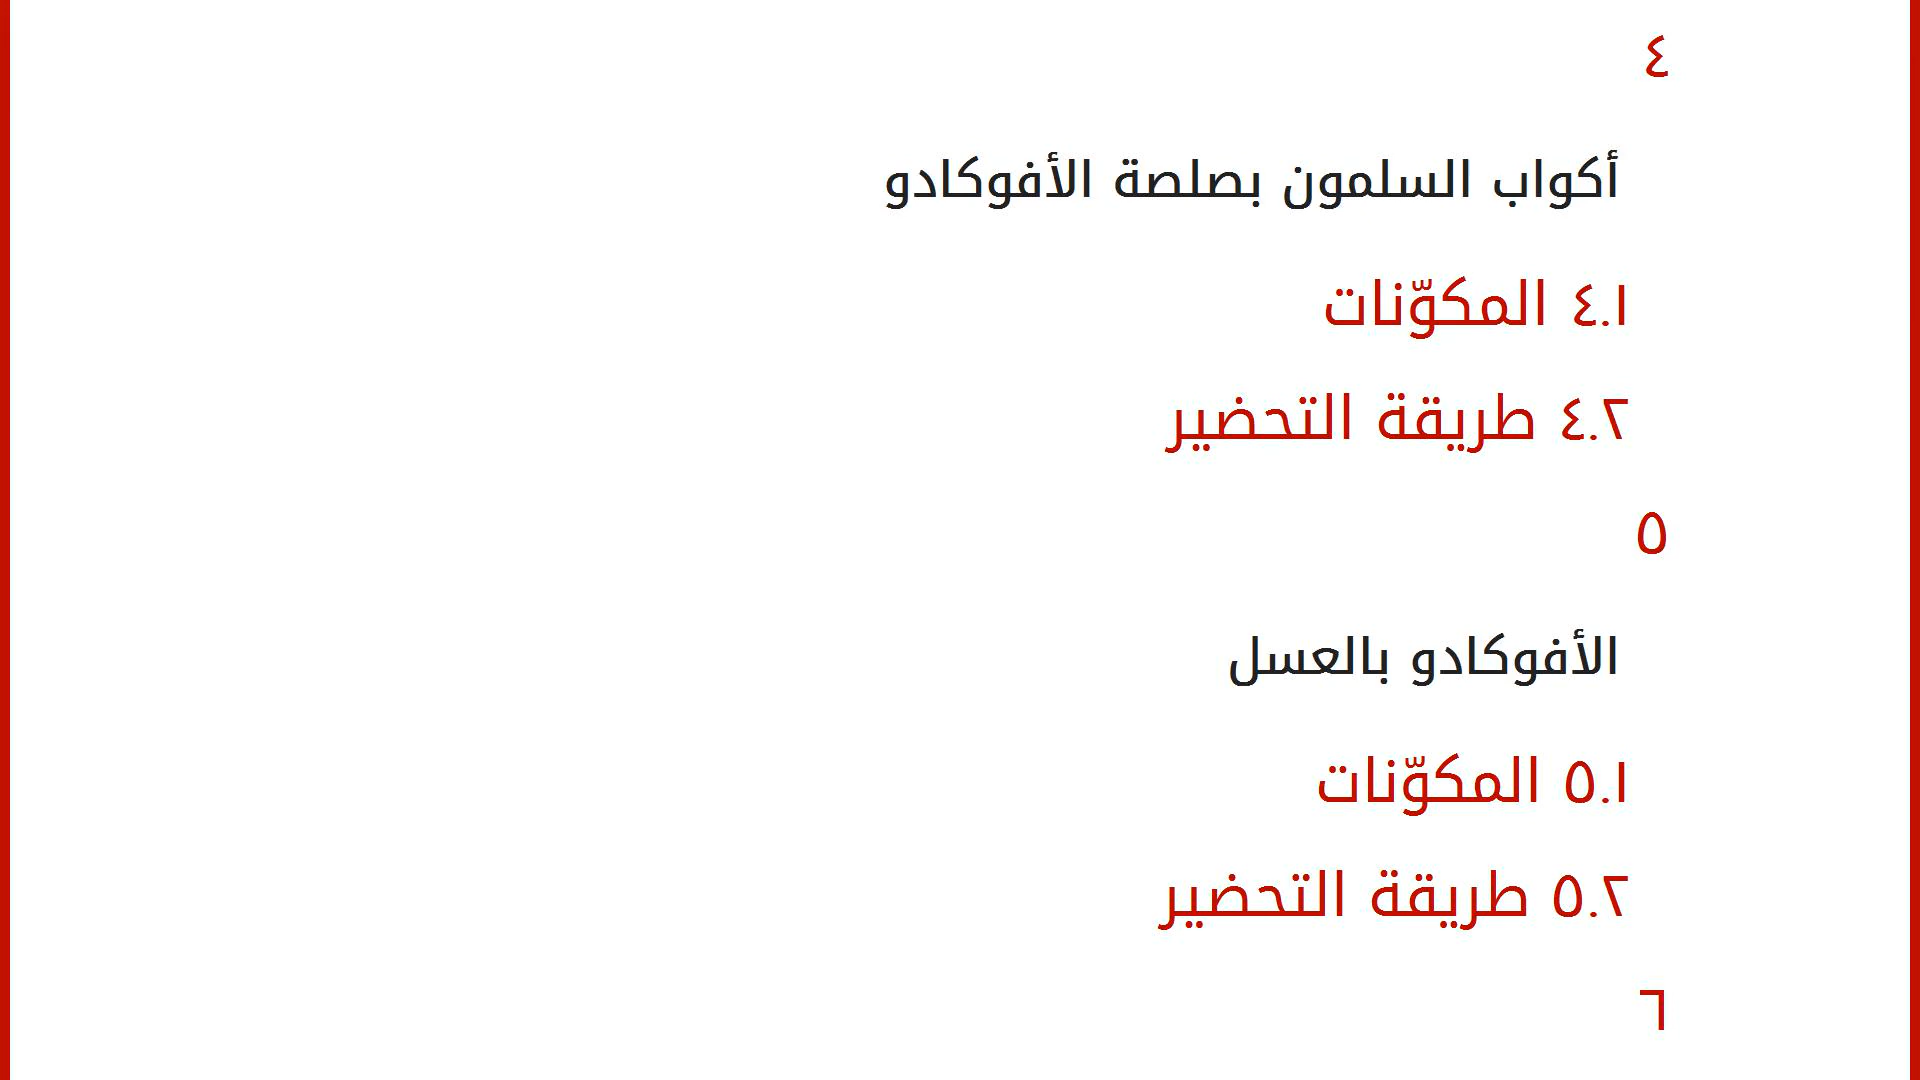 ٤
أكواب السلمون بصلصة الأفوكادو
٤.١ المكوّنات
٤.٢ طريقة التحضير
٥
الأفوكادو بالعسل
٥.١ المكوّنات
٥.٢ طريقة التحضير
٦